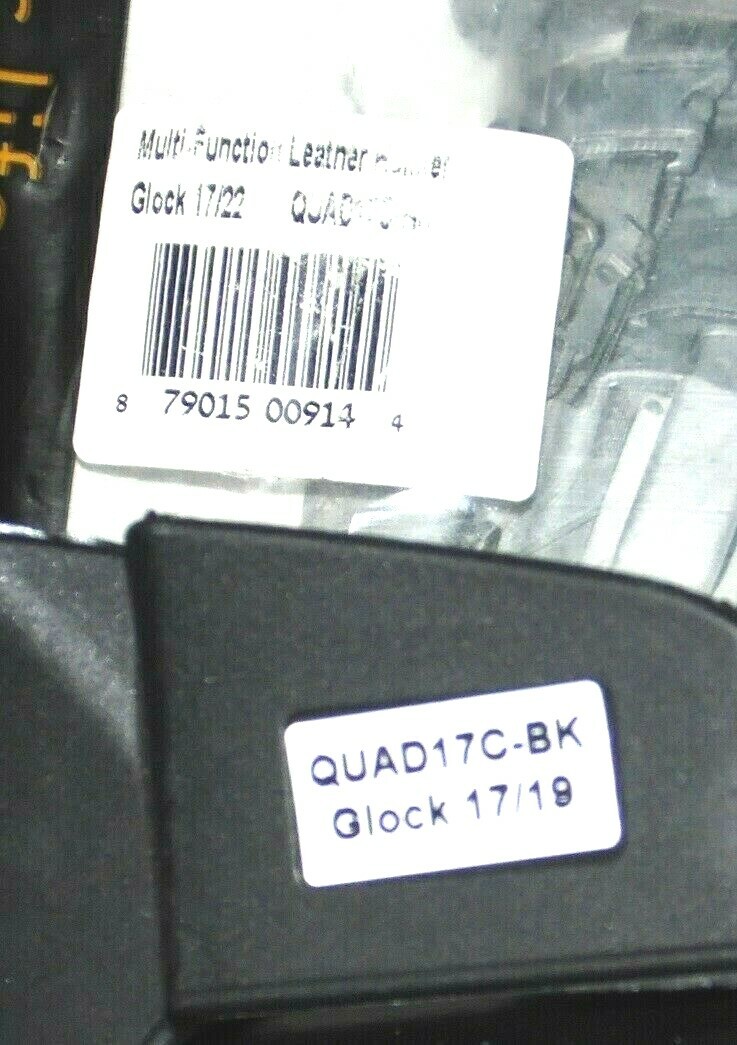 Multi-Function Leather
Glock 17/22
8 79015 00914 4
QUAD17C-BK
Glock 17/19